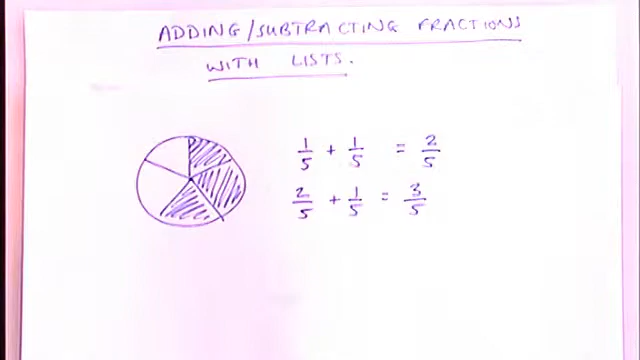 ADDING/SUBTRACTING FRACTIONS
WITH LISTS.
1/5 + 1/5 = 2/5
2/5 + 1/5 = 3/5